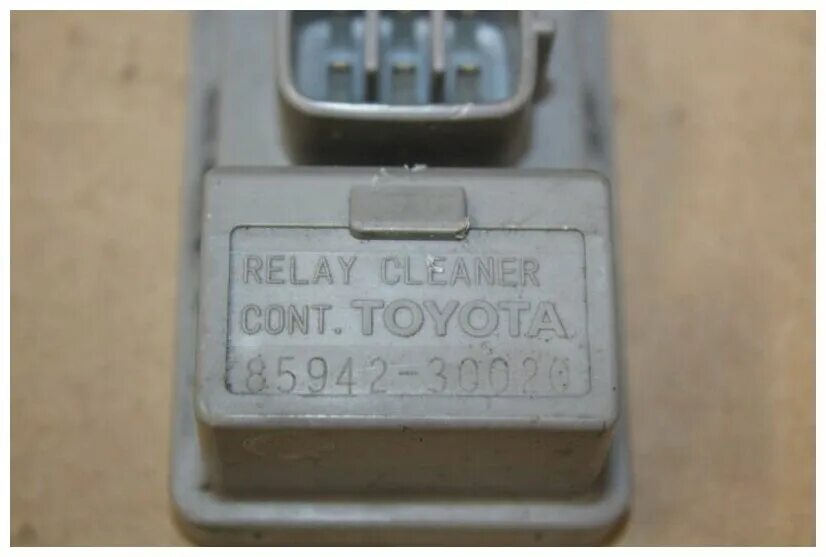 RELAY CLEANER
CONT. TOYOTA
85942-30020